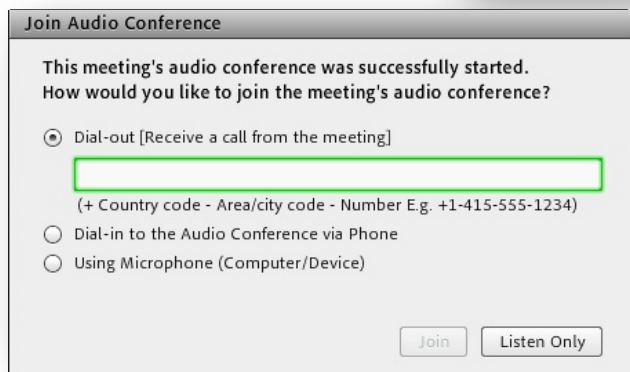 Join Audio Conference
This meeting's audio conference was successfully started.
How would you like to join the meeting's audio conference?
Dial-out [Receive a call from the meeting]
(+ Country code - Area/city code - Number E.g. +1-415-555-1234)
Dial-in to the Audio Conference via Phone
Using Microphone (Computer/Device)
Join Listen Only